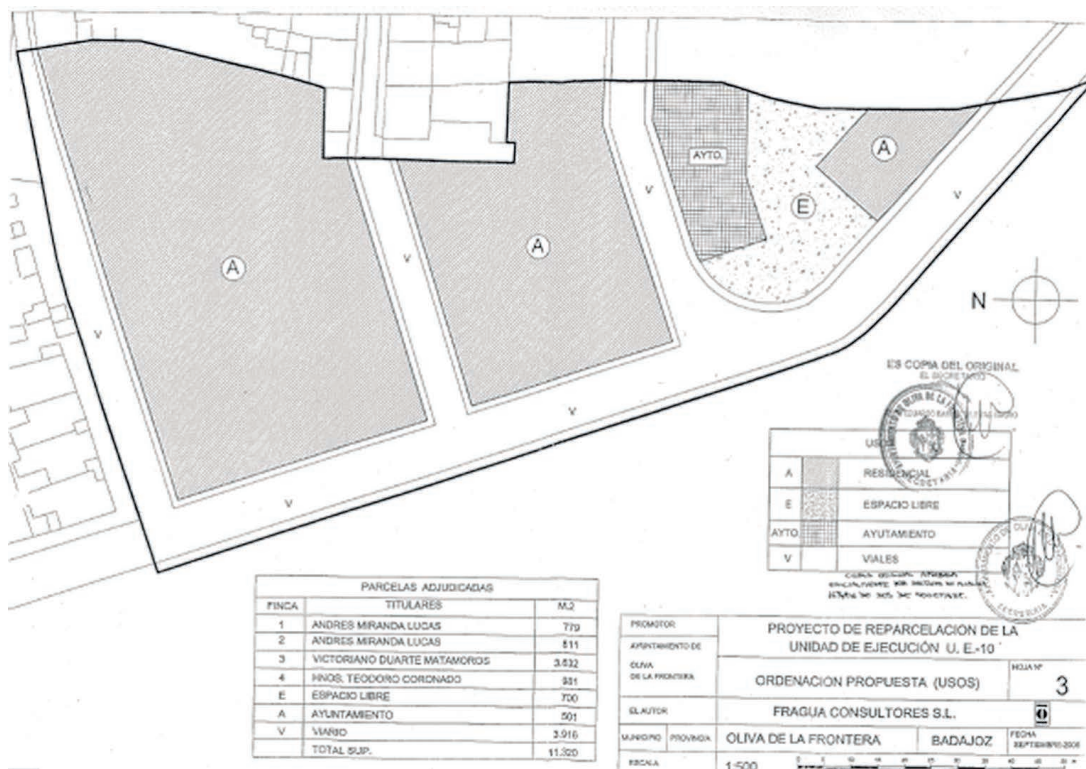 AYTO.
A
A
A
E
V
V
V
V
V
V
N
ES COPIA DEL ORIGINAL
EL SECRETARIO
A RESIDENCIAL
E ESPACIO LIBRE
AYTO. AYUTAMIENTO
V VIALES
PARCELAS ADJUDICADAS
FINCA TITULARES M.2
1 ANDRES MIRANDA LUCAS 779
2 ANDRES MIRANDA LUCAS 811
3 VICTORIANO DUARTE MATAMOROS 3.632
4 HNOS. TEODORO CORONADO 981
E ESPACIO LIBRE 700
A AYUNTAMIENTO 501
V VIARIO 3.916
TOTAL SUP. 11.320
PROMOTOR:
AYUNTAMIENTO DE
OLIVA
DE LA FRONTERA
PROYECTO DE REPARCELACION DE LA
UNIDAD DE EJECUCIÓN U. E.-10
ORDENACION PROPUESTA (USOS)
HOJA Nº
3
EL AUTOR
FRAGUA CONSULTORES S.L.
MUNICIPIO PROVINCIA OLIVA DE LA FRONTERA BADAJOZ
FECHA
ESCALA 1:500